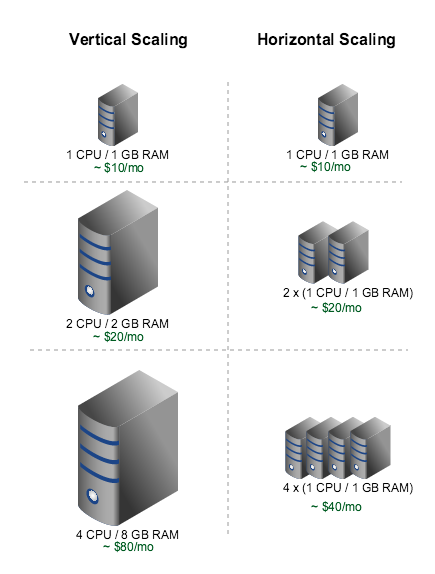 Vertical Scaling
Horizontal Scaling
1 CPU / 1 GB RAM
~ $10/mo
1 CPU / 1 GB RAM
~ $10/mo
2 CPU / 2 GB RAM
~ $20/mo
2 x (1 CPU / 1 GB RAM)
~ $20/mo
4 CPU / 8 GB RAM
~ $80/mo
4 x (1 CPU / 1 GB RAM)
~ $40/mo